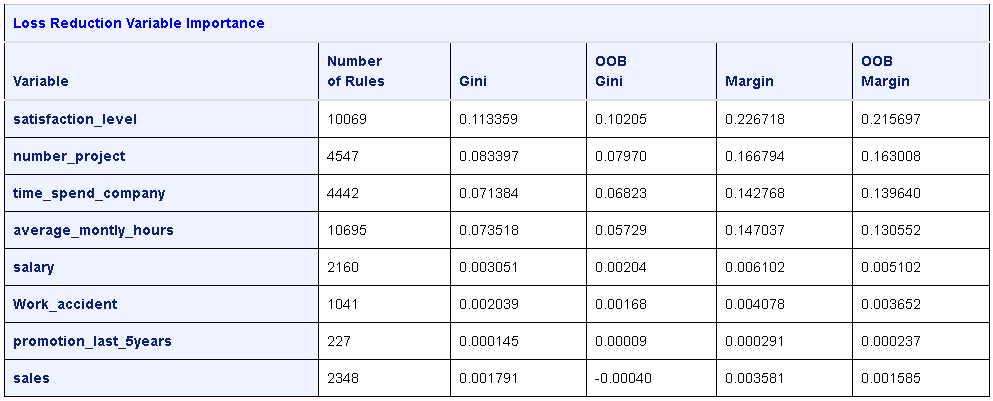 Loss Reduction Variable Importance
Variable Number of Rules Gini OOB Gini Margin OOB Margin
satisfaction_level 10069 0.113359 0.10205 0.226718 0.215697
number_project 4547 0.083397 0.07970 0.166794 0.163008
time_spend_company 4442 0.071384 0.06823 0.142768 0.139640
average_montly_hours 10695 0.073518 0.05729 0.147037 0.130552
salary 2160 0.003051 0.00204 0.006102 0.005102
Work_accident 1041 0.002039 0.00168 0.004078 0.003652
promotion_last_5years 227 0.000145 0.00009 0.000291 0.000237
sales 2348 0.001791 -0.00040 0.003581 0.001585